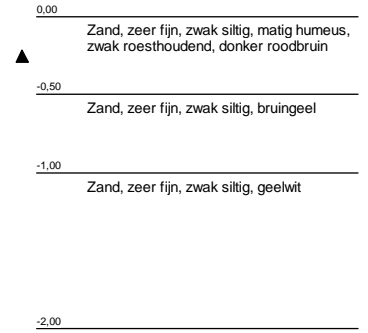 0,00
Zand, zeer fijn, zwak siltig, matig humeus,
zwak roesthoudend, donker roodbruin
-0,50
Zand, zeer fijn, zwak siltig, bruingeel
-1,00
Zand, zeer fijn, zwak siltig, geelwit
-2,00